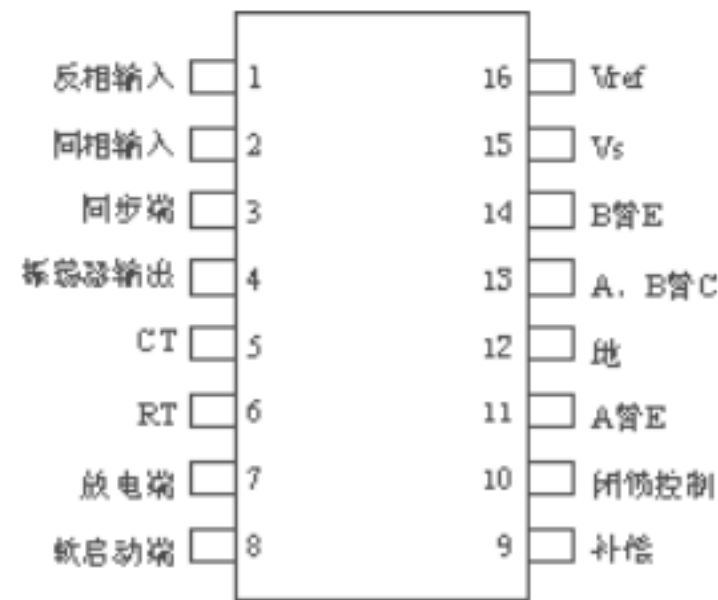 反相输入 1 16 Vref
同相输入 2 15 Vs
同步端 3 14 B管E
振荡器输出 4 13 A. B管C
CT 5 12 地
RT 6 11 A管E
放电端 7 10 闭锁控制
软启动端 8 9 补偿